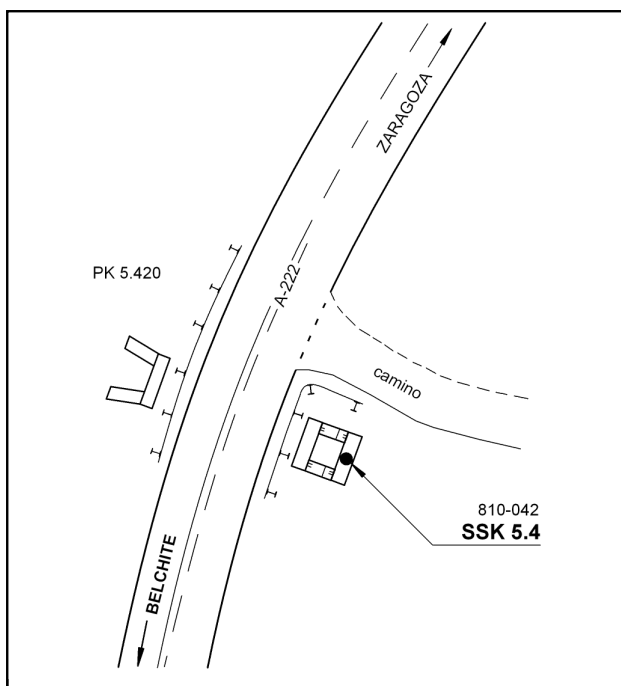 ZARAGOZA
A-222
PK 5.420
camino
810-042
SSK 5.4
BELCHITE